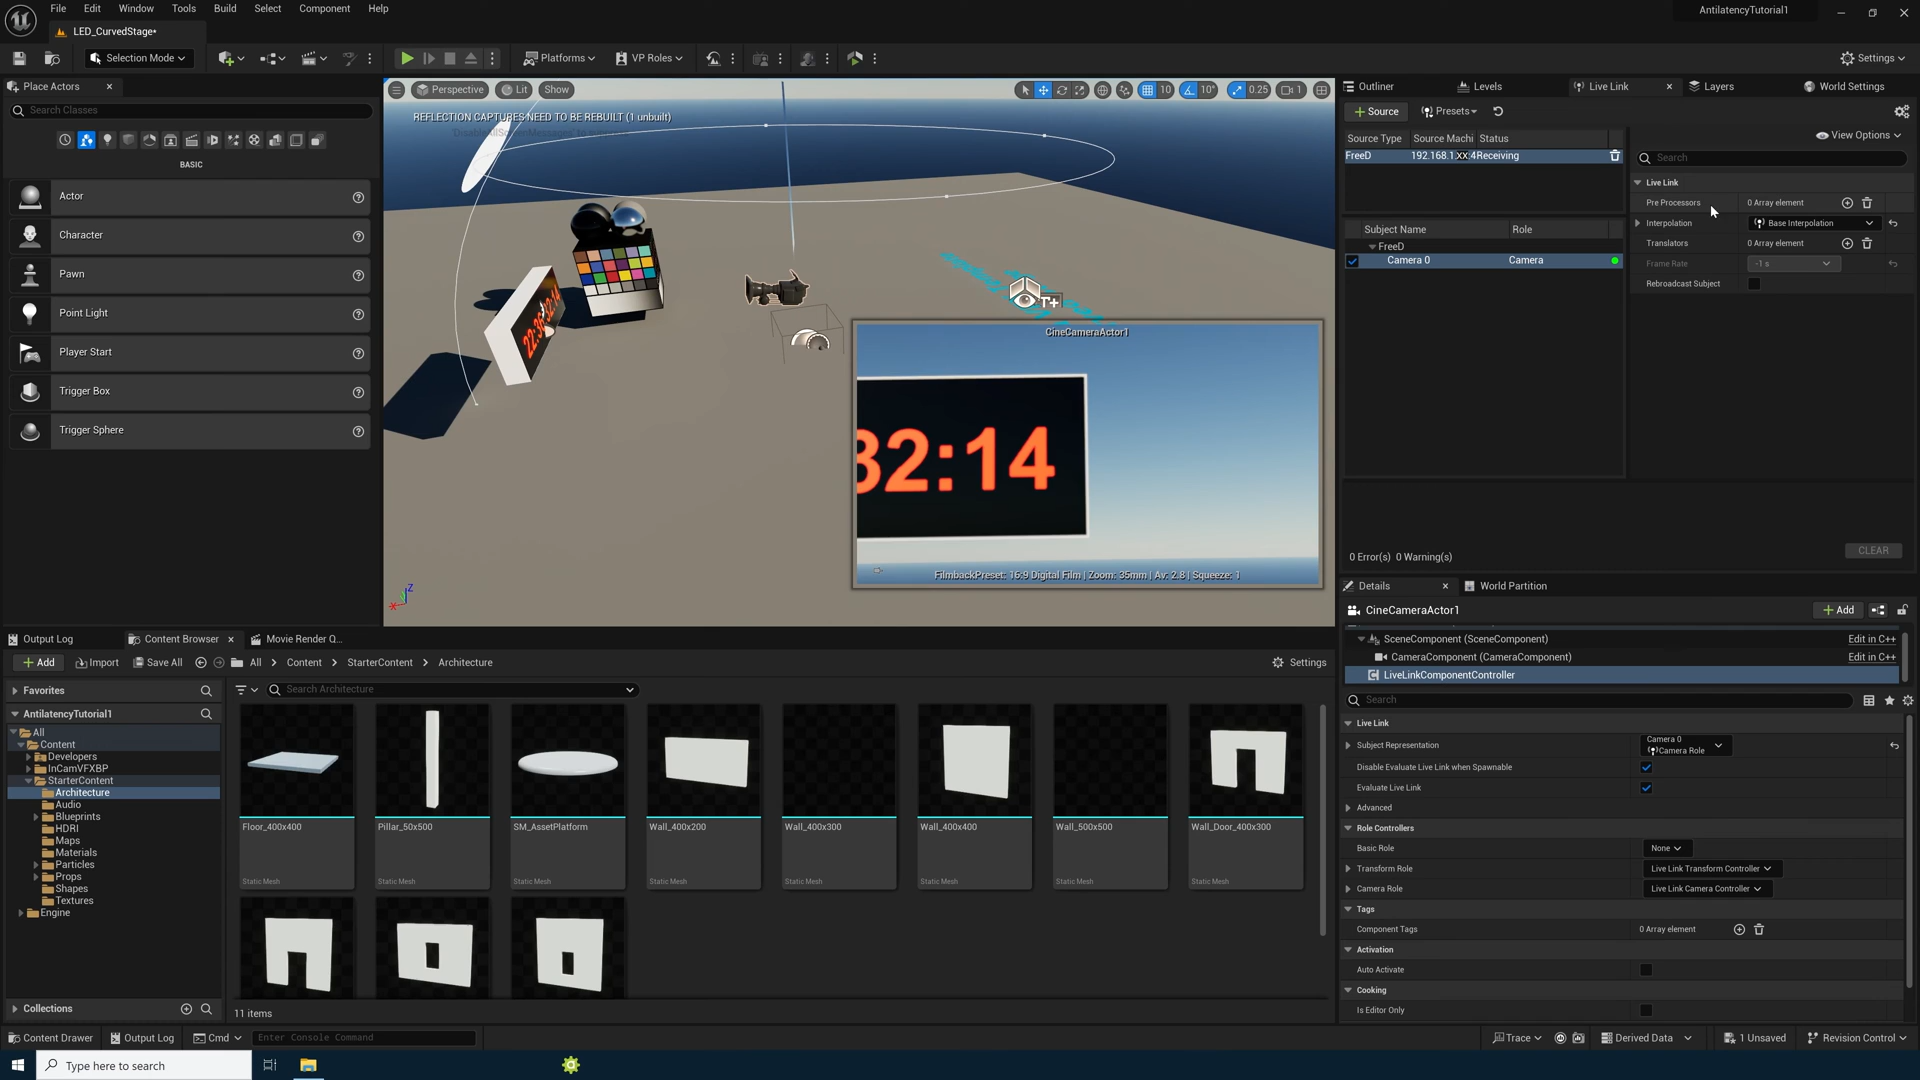 File Edit Window Tools Build Select Component Help
AntilatencyTutorial1
LED_CurvedStage*
Selection Mode
Platforms
VP Roles
Settings
Place Actors
Search Classes
BASIC
Actor
Character
Pawn
Point Light
Player Start
Trigger Box
Trigger Sphere
Perspective Lit Show
10 10° 0.25 1
REFLECTION CAPTURES NEED TO BE REBUILT (1 unbuilt)
22:36:32:14
T+
CineCameraActor1
32:14
FilmbackPreset: 16:9 Digital Film | Zoom: 35mm | Av: 2.8 | Squeeze: 1
Outliner Levels Live Link Layers World Settings
+ Source Presets
Source Type Source Machi Status
FreeD 192.168.1.XX:4 Receiving
Subject Name Role
FreeD
Camera 0 Camera
View Options
Search
Live Link
Pre Processors 0 Array element
Interpolation Base Interpolation
Translators 0 Array element
Frame Rate -1 s
Rebroadcast Subject
0 Error(s) 0 Warning(s)
CLEAR
Details World Partition
CineCameraActor1
+ Add
SceneComponent (SceneComponent) Edit in C++
CameraComponent (CameraComponent) Edit in C++
LiveLinkComponentController
Search
Live Link
Subject Representation Camera 0
Camera Role
Disable Evaluate Live Link when Spawnable
Evaluate Live Link
Advanced
Role Controllers
Basic Role None
Transform Role Live Link Transform Controller
Camera Role Live Link Camera Controller
Tags
Component Tags 0 Array element
Activation
Auto Activate
Cooking
Is Editor Only
Output Log Content Browser Movie Render Q...
+ Add Import Save All All > Content > StarterContent > Architecture
Settings
Favorites
Search Architecture
AntilatencyTutorial1
All
Content
Developers
InCamVFXBP
StarterContent
Architecture
Audio
Blueprints
HDRI
Maps
Materials
Particles
Props
Shapes
Textures
Engine
Collections
Floor_400x400 Pillar_50x500 SM_AssetPlatform Wall_400x200 Wall_400x300 Wall_400x400 Wall_500x500 Wall_Door_400x300
Static Mesh Static Mesh Static Mesh Static Mesh Static Mesh Static Mesh Static Mesh Static Mesh
11 items
Content Drawer Output Log Cmd Enter Console Command
Trace Derived Data 1 Unsaved Revision Control
Type here to search